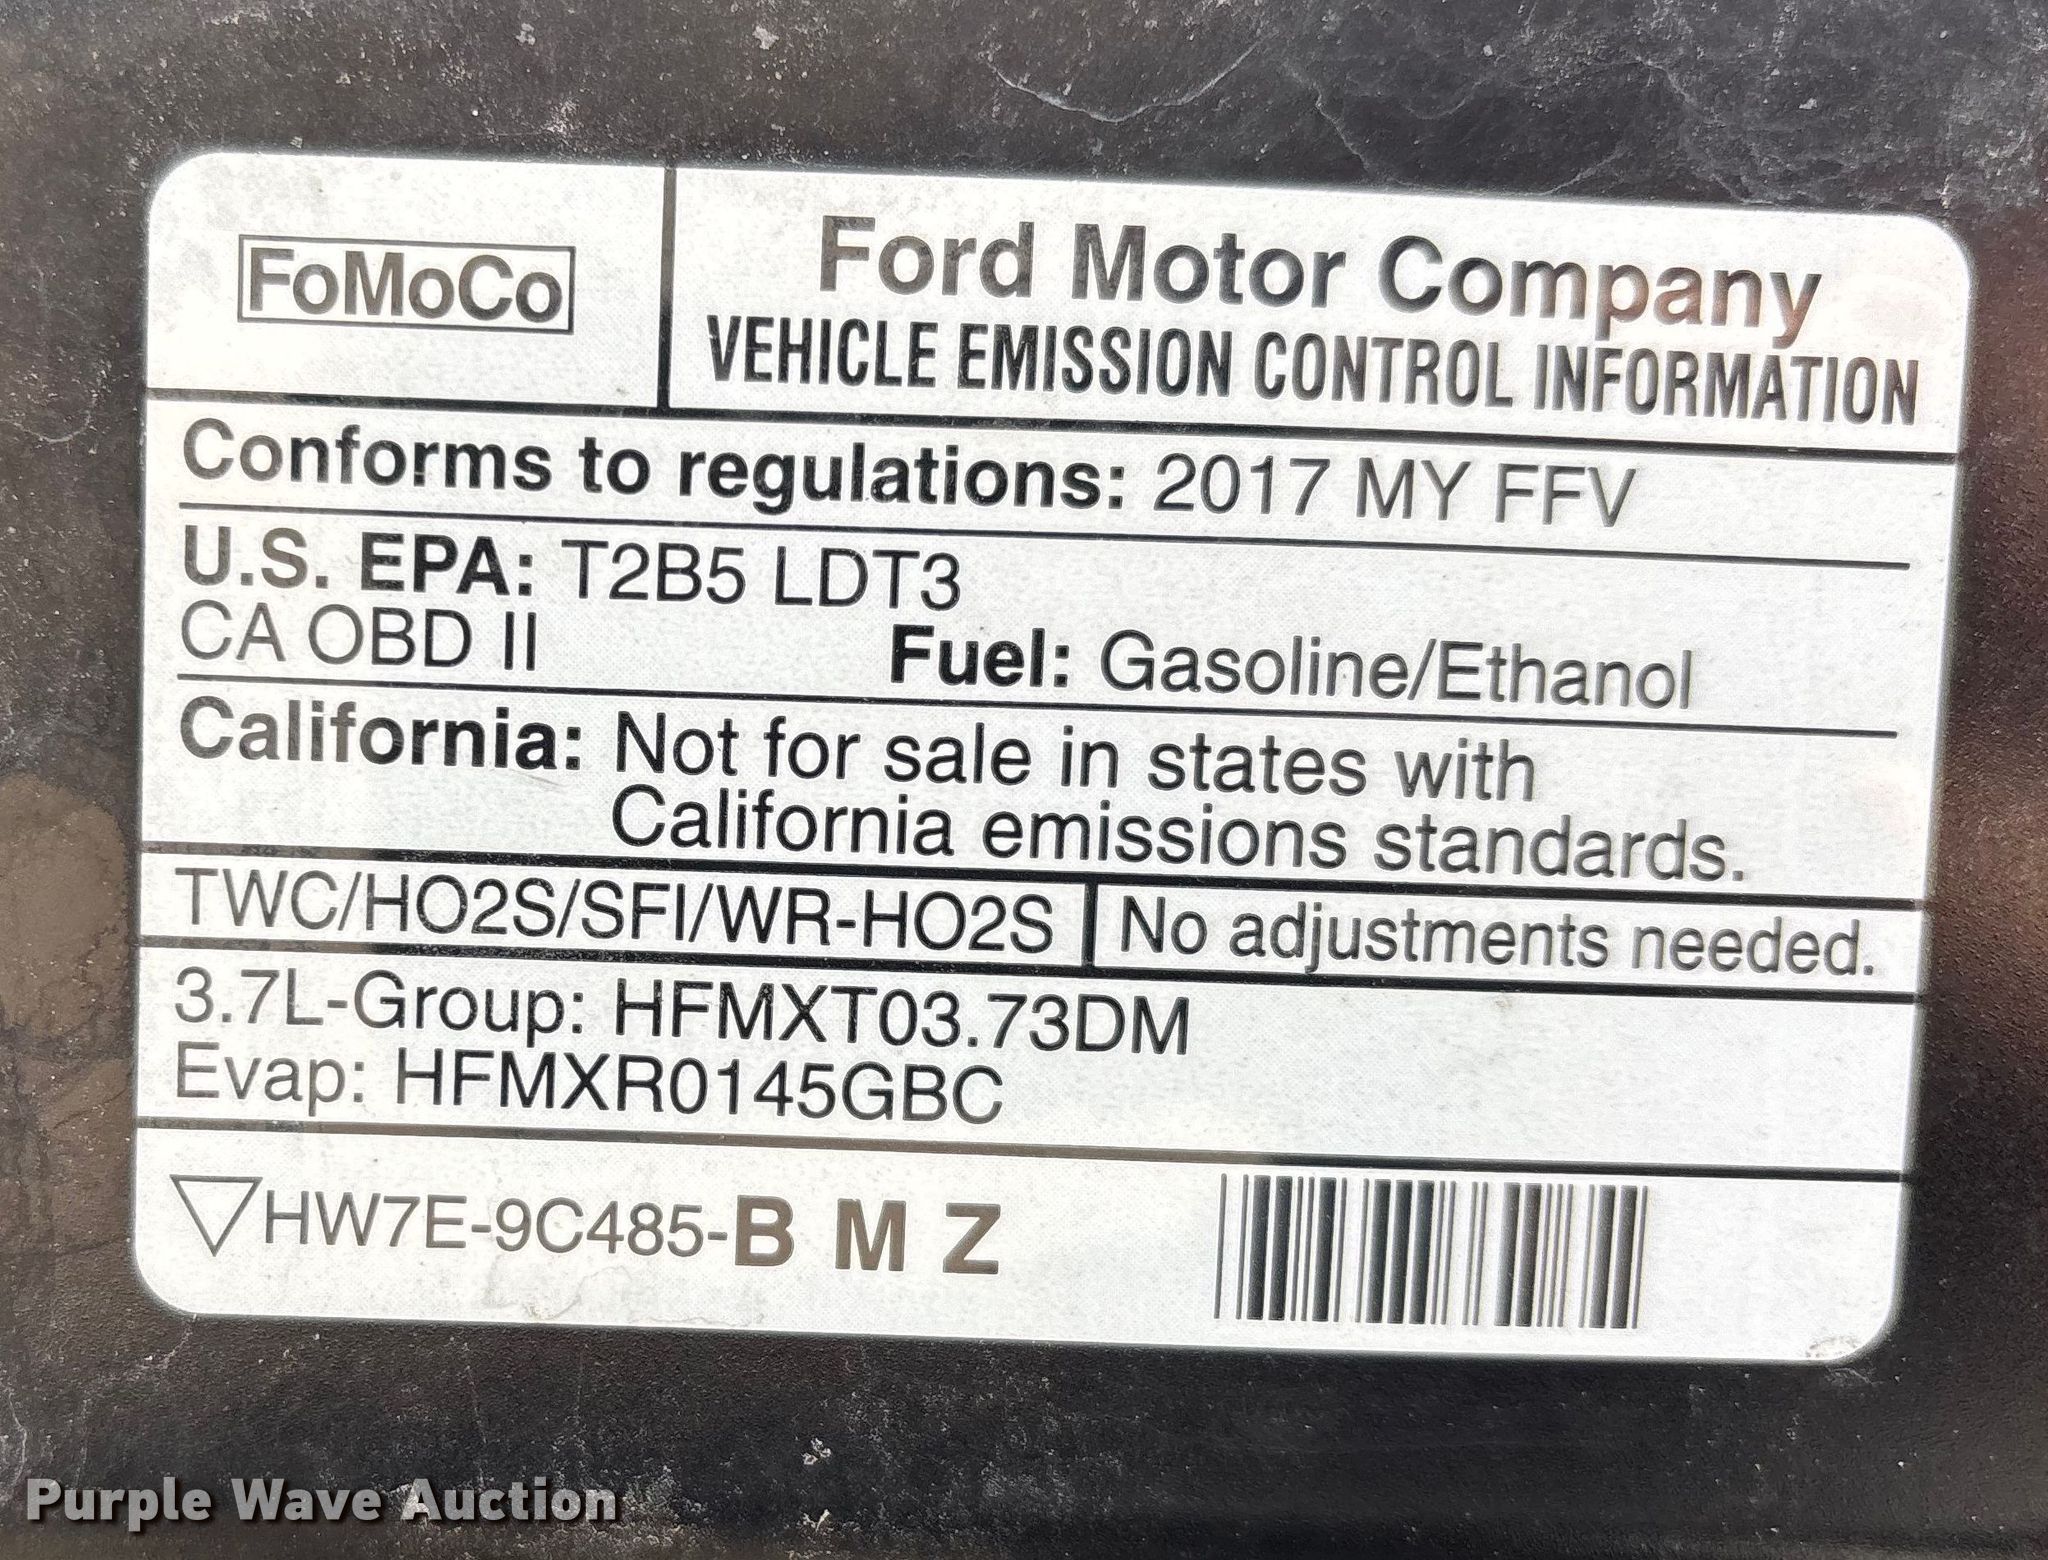 FoMoCo
Ford Motor Company
VEHICLE EMISSION CONTROL INFORMATION
Conforms to regulations: 2017 MY FFV
U.S. EPA: T2B5 LDT3
CA OBD II Fuel: Gasoline/Ethanol
California: Not for sale in states with
California emissions standards.
TWC/HO2S/SFI/WR-HO2S No adjustments needed.
3.7L-Group: HFMXT03.73DM
Evap: HFMXR0145GBC
HW7E-9C485-B M Z
Purple Wave Auction